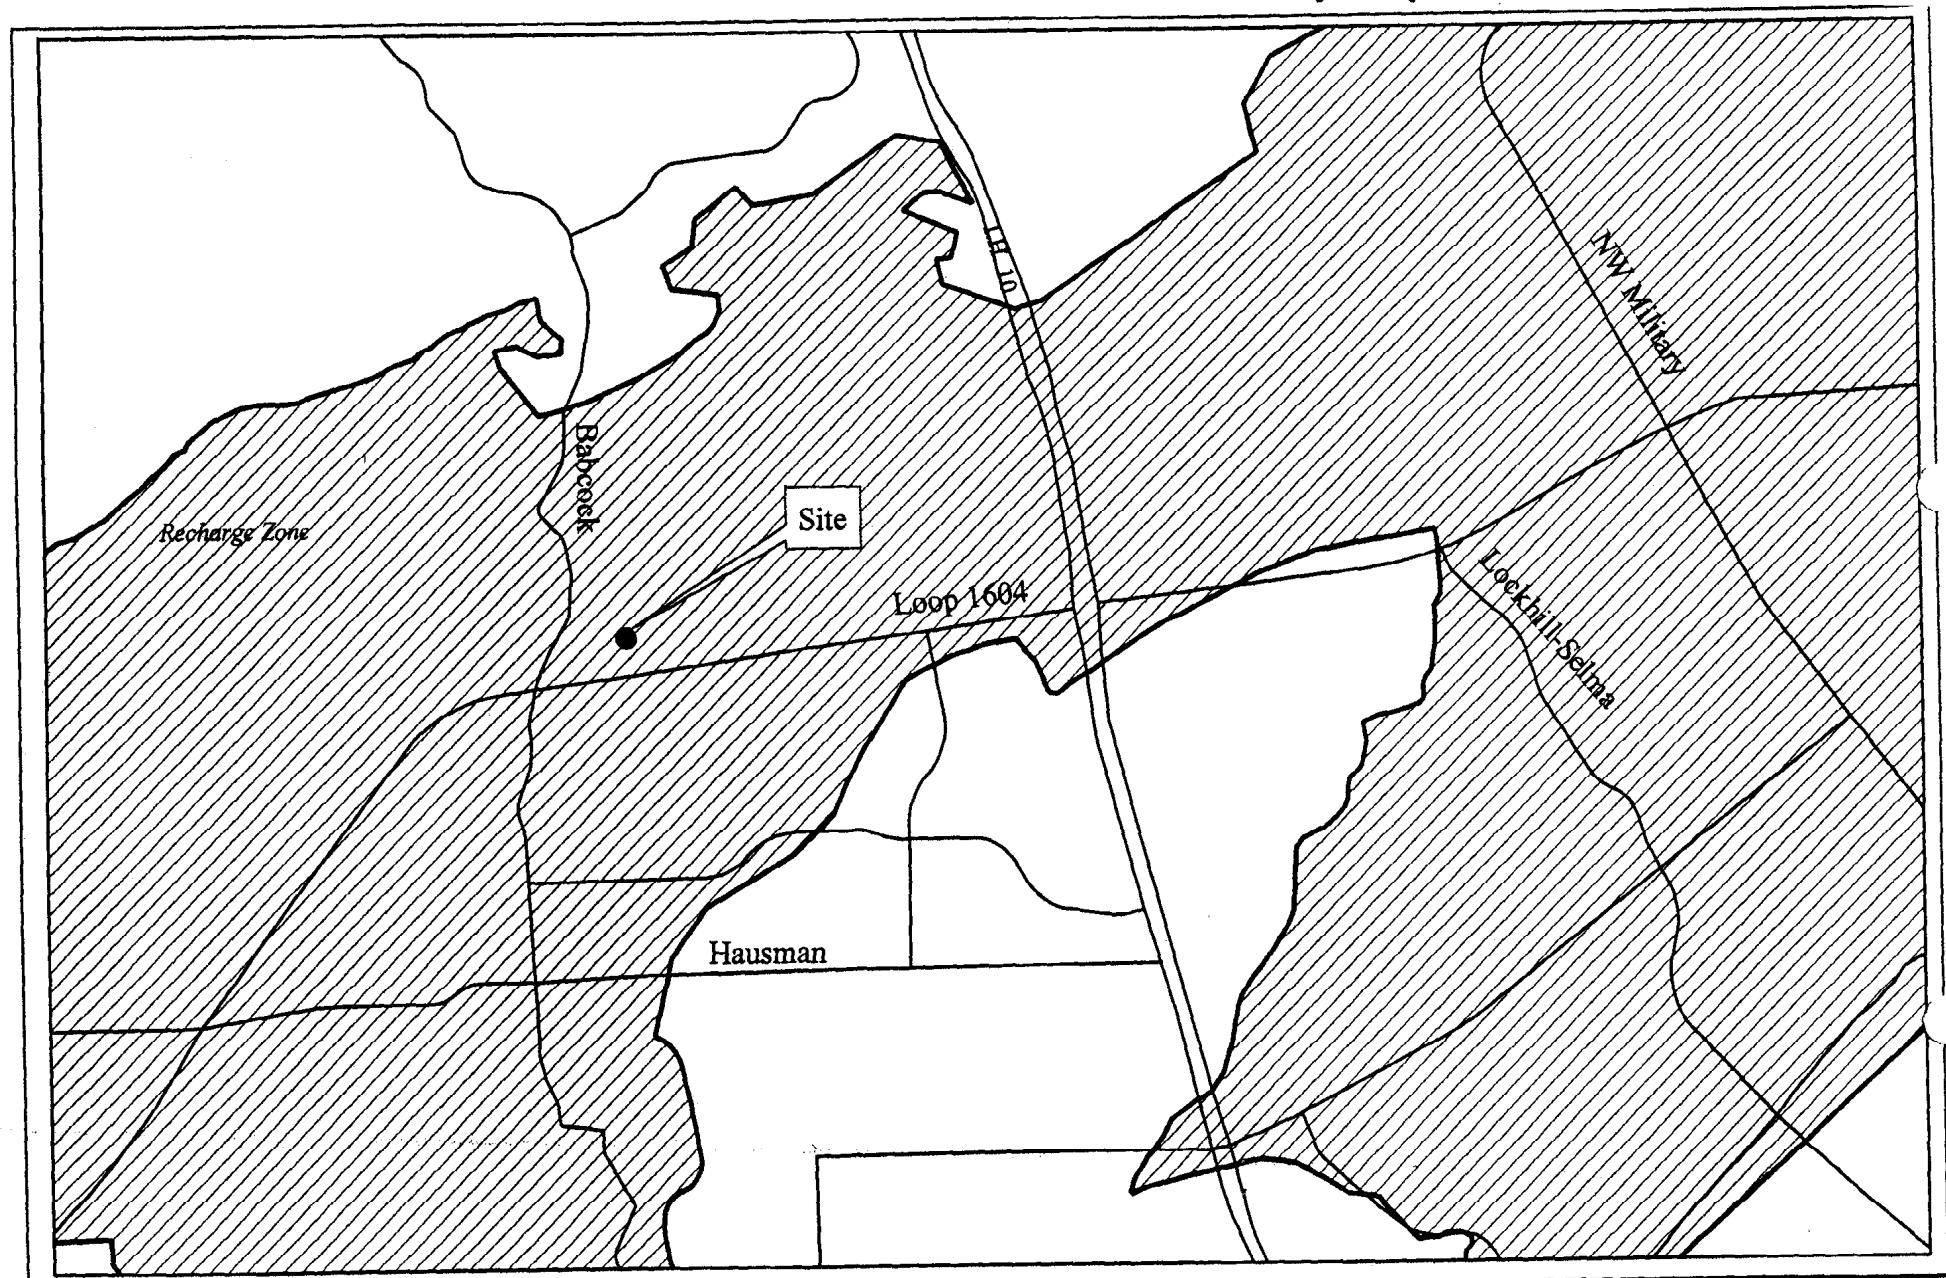 IH 10
NW Military
Babcock
Site
Recharge Zone
Loop 1604
Lockhill-Selma
Hausman